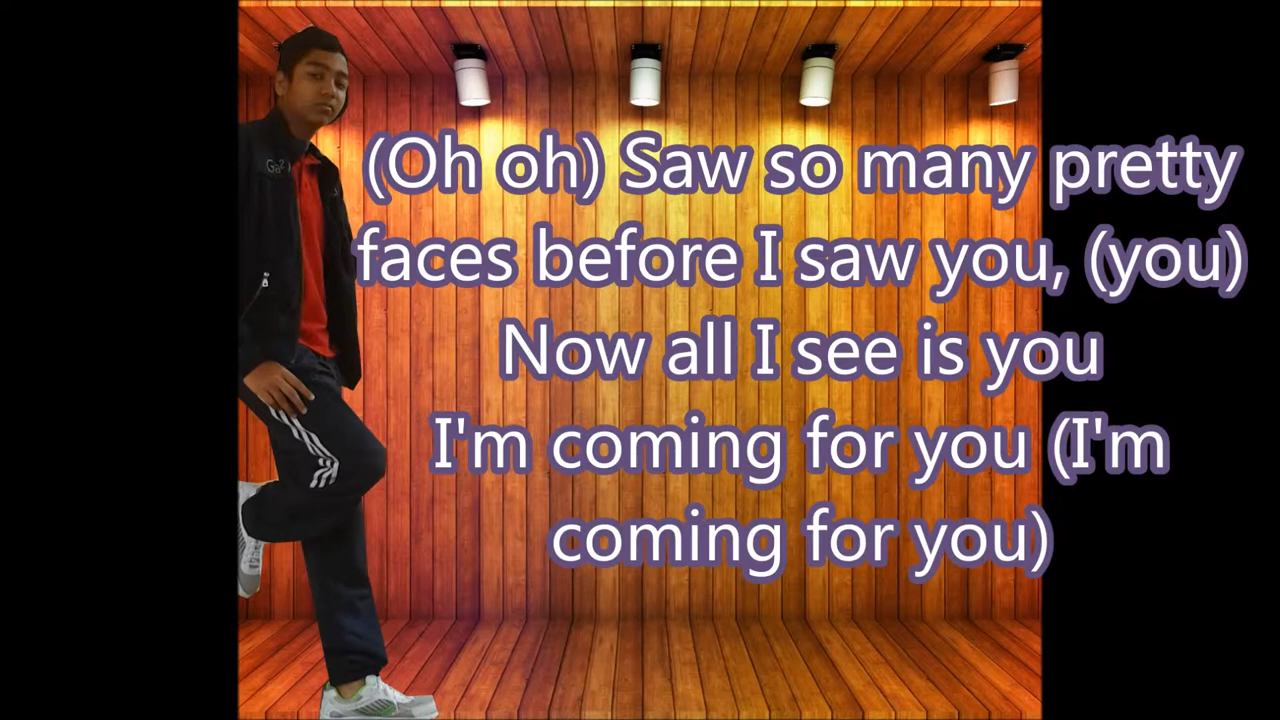 (Oh oh) Saw so many pretty
faces before I saw you, (you)
Now all I see is you
I'm coming for you (I'm
coming for you)